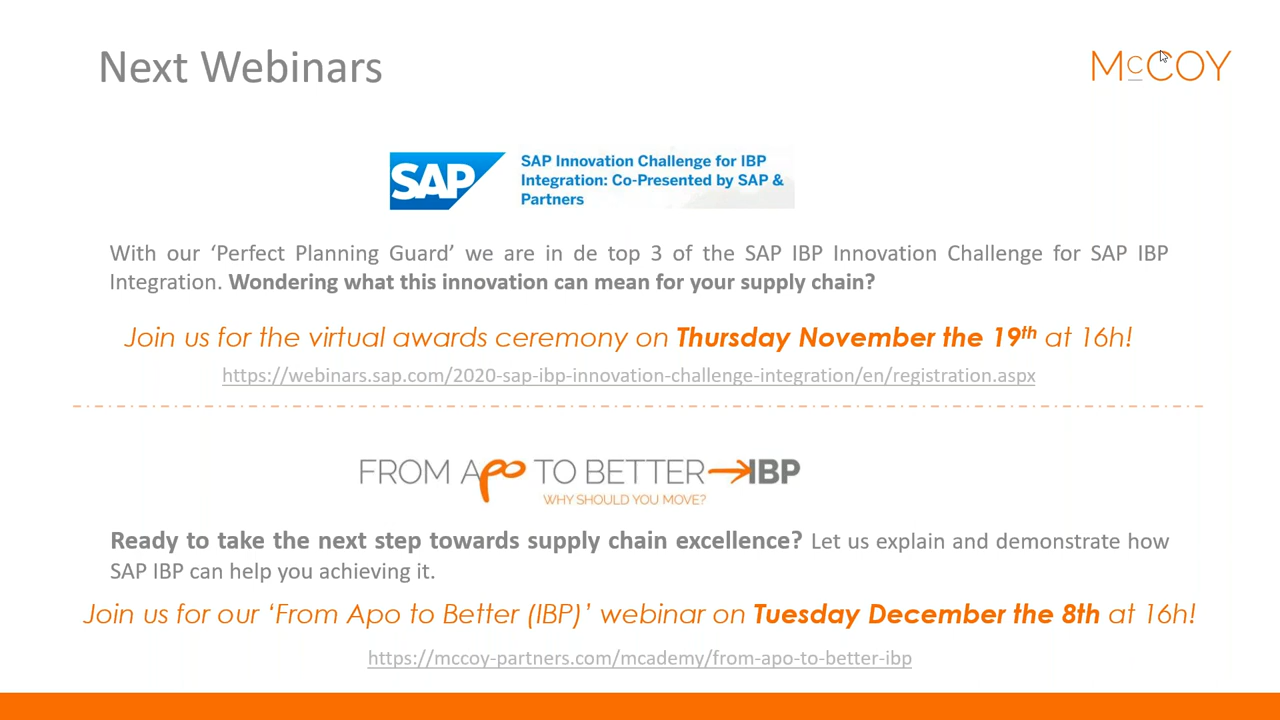 Next Webinars
McCOY
SAP
SAP Innovation Challenge for IBP
Integration: Co-Presented by SAP &
Partners
With our ‘Perfect Planning Guard’ we are in de top 3 of the SAP IBP Innovation Challenge for SAP IBP
Integration. Wondering what this innovation can mean for your supply chain?
Join us for the virtual awards ceremony on Thursday November the 19th at 16h!
https://webinars.sap.com/2020-sap-ibp-innovation-challenge-integration/en/registration.aspx
FROM APO TO BETTER IBP
WHY SHOULD YOU MOVE?
Ready to take the next step towards supply chain excellence? Let us explain and demonstrate how
SAP IBP can help you achieving it.
Join us for our ‘From Apo to Better (IBP)’ webinar on Tuesday December the 8th at 16h!
https://mccoy-partners.com/mcademy/from-apo-to-better-ibp